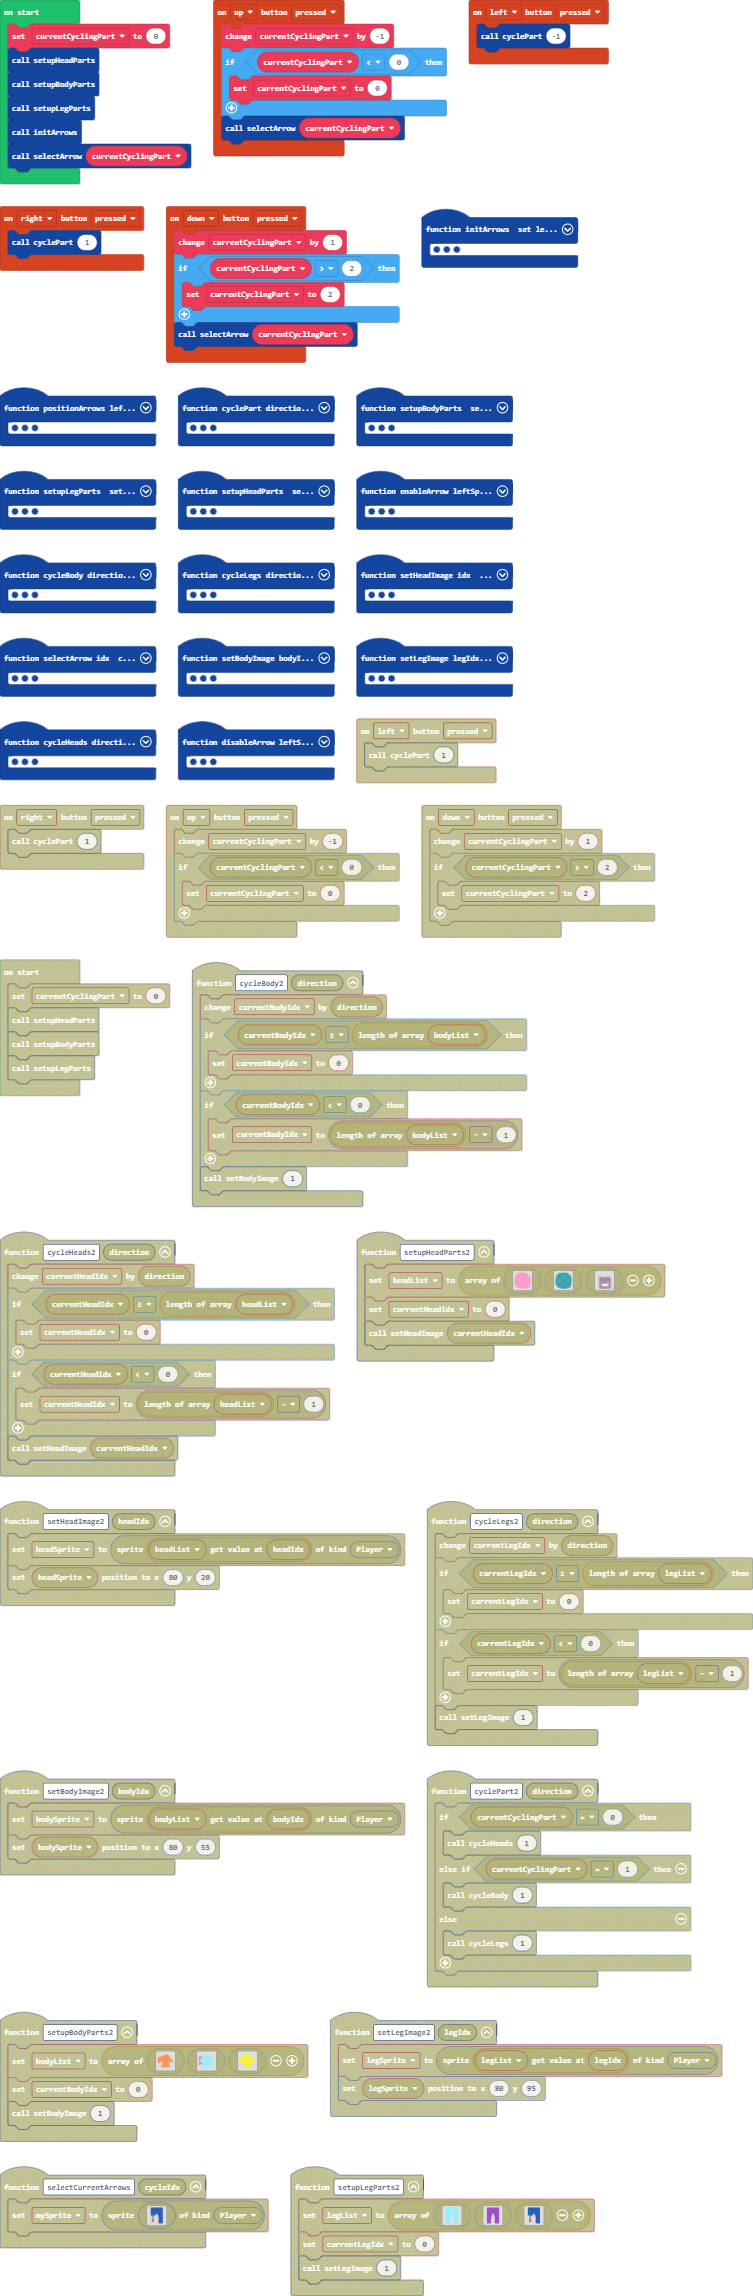 on start
set currentCyclingPart to 0
call setupHeadParts
call setupBodyParts
call setupLegParts
call initArrows
call selectArrow currentCyclingPart
on up button pressed
change currentCyclingPart by -1
if currentCyclingPart < 0 then
set currentCyclingPart to 0
call selectArrow currentCyclingPart
on left button pressed
call cyclePart -1
on right button pressed
call cyclePart 1
on down button pressed
change currentCyclingPart by 1
if currentCyclingPart > 2 then
set currentCyclingPart to 2
call selectArrow currentCyclingPart
function initArrows set le...
function positionArrows lef...
function cyclePart directio...
function setupBodyParts se...
function setupLegParts set...
function setupHeadParts se...
function enableArrow leftSp...
function cycleBody directio...
function cycleLegs directio...
function setHeadImage idx ...
function selectArrow idx c...
function setBodyImage bodyI...
function setLegImage legIdx...
function cycleHeads directi...
function disableArrow leftS...
on left button pressed
call cyclePart 1
on right button pressed
call cyclePart 1
on up button pressed
change currentCyclingPart by -1
if currentCyclingPart < 0 then
set currentCyclingPart to 0
on down button pressed
change currentCyclingPart by 1
if currentCyclingPart > 2 then
set currentCyclingPart to 2
on start
set currentCyclingPart to 0
call setupHeadParts
call setupBodyParts
call setupLegParts
function cycleBody2 direction
change currentBodyIdx by direction
if currentBodyIdx ≥ length of array bodyList then
set currentBodyIdx to 0
if currentBodyIdx < 0 then
set currentBodyIdx to length of array bodyList - 1
call setBodyImage 1
function cycleHeads2 direction
change currentHeadIdx by direction
if currentHeadIdx ≥ length of array headList then
set currentHeadIdx to 0
if currentHeadIdx < 0 then
set currentHeadIdx to length of array headList - 1
call setHeadImage currentHeadIdx
function setupHeadParts2
set headList to array of
set currentHeadIdx to 0
call setHeadImage currentHeadIdx
function setHeadImage2 headIdx
set headSprite to sprite headList get value at headIdx of kind Player
set headSprite position to x 80 y 20
function cycleLegs2 direction
change currentLegIdx by direction
if currentLegIdx ≥ length of array legList then
set currentLegIdx to 0
if currentLegIdx < 0 then
set currentLegIdx to length of array legList - 1
call setLegImage 1
function setBodyImage2 bodyIdx
set bodySprite to sprite bodyList get value at bodyIdx of kind Player
set bodySprite position to x 80 y 55
function cyclePart2 direction
if currentCyclingPart = 0 then
call cycleHeads 1
else if currentCyclingPart = 1 then
call cycleBody 1
else
call cycleLegs 1
function setupBodyParts2
set bodyList to array of
set currentBodyIdx to 0
call setBodyImage 1
function setLegImage2 legIdx
set legSprite to sprite legList get value at legIdx of kind Player
set legSprite position to x 80 y 95
function selectCurrentArrows cycleIdx
set mySprite to sprite of kind Player
function setupLegParts2
set legList to array of
set currentLegIdx to 0
call setLegImage 1